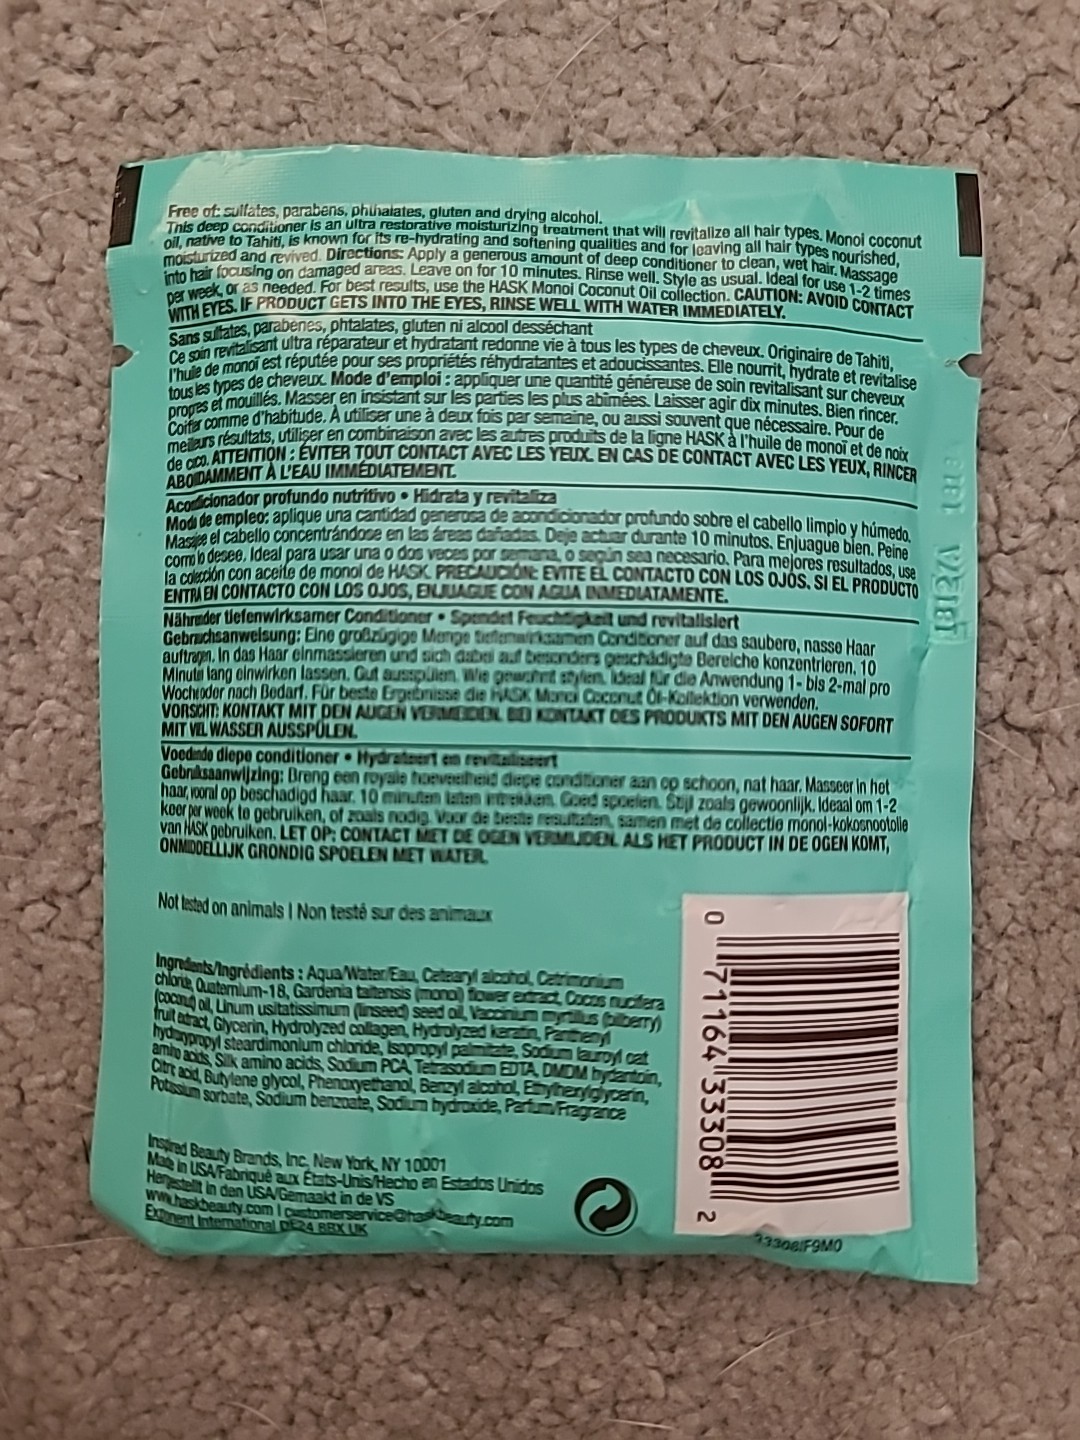 Free of: sulfates, parabens, phthalates, gluten and drying alcohol.
This deep conditioner is an ultra restorative moisturizing treatment that will revitalize all hair types. Monoi coconut
oil, native to Tahiti, is known for its re-hydrating and softening qualities and for leaving all hair types nourished,
moisturized and revived. Directions: Apply a generous amount of deep conditioner to clean, wet hair. Massage
into hair focusing on damaged areas. Leave on for 10 minutes. Rinse well. Style as usual. Ideal for use 1-2 times
per week, or as needed. For best results, use the HASK Monoi Coconut Oil collection. CAUTION: AVOID CONTACT
WITH EYES. IF PRODUCT GETS INTO THE EYES, RINSE WELL WITH WATER IMMEDIATELY.
Sans sulfates, parabènes, phtalates, gluten ni alcool desséchant
Ce soin revitalisant ultra réparateur et hydratant redonne vie à tous les types de cheveux. Originaire de Tahiti,
l'huile de monoï est réputée pour ses propriétés réhydratantes et adoucissantes. Elle nourrit, hydrate et revitalise
tous les types de cheveux. Mode d'emploi : appliquer une quantité généreuse de soin revitalisant sur cheveux
propres et mouillés. Masser en insistant sur les parties les plus abîmées. Laisser agir dix minutes. Bien rincer.
Coiffer comme d'habitude. À utiliser une à deux fois par semaine, ou aussi souvent que nécessaire. Pour de
meilleurs résultats, utiliser en combinaison avec les autres produits de la ligne HASK à l'huile de monoï et de noix
de coco. ATTENTION : ÉVITER TOUT CONTACT AVEC LES YEUX. EN CAS DE CONTACT AVEC LES YEUX, RINCER
ABONDAMMENT À L'EAU IMMÉDIATEMENT.
Acondicionador profundo nutritivo • Hidrata y revitaliza
Modo de empleo: aplique una cantidad generosa de acondicionador profundo sobre el cabello limpio y húmedo.
Masajee el cabello concentrándose en las áreas dañadas. Deje actuar durante 10 minutos. Enjuague bien. Peine
como lo desee. Ideal para usar una o dos veces por semana, o según sea necesario. Para mejores resultados, use
la colección con aceite de monoi de HASK. PRECAUCIÓN: EVITE EL CONTACTO CON LOS OJOS. SI EL PRODUCTO
ENTRA EN CONTACTO CON LOS OJOS, ENJUAGUE CON AGUA INMEDIATAMENTE.
Nährender tiefenwirksamer Conditioner • Spendet Feuchtigkeit und revitalisiert
Gebrauchsanweisung: Eine großzügige Menge tiefenwirksamen Conditioner auf das saubere, nasse Haar
auftragen. In das Haar einmassieren und sich dabei auf besonders geschädigte Bereiche konzentrieren. 10
Minuten lang einwirken lassen. Gut ausspülen. Wie gewohnt stylen. Ideal für die Anwendung 1- bis 2-mal pro
Woche oder nach Bedarf. Für beste Ergebnisse die HASK Monoi Coconut Öl-Kollektion verwenden.
VORSICHT: KONTAKT MIT DEN AUGEN VERMEIDEN. BEI KONTAKT DES PRODUKTS MIT DEN AUGEN SOFORT
MIT VIEL WASSER AUSSPÜLEN.
Voedende diepe conditioner • Hydrateert en revitaliseert
Gebruiksaanwijzing: Breng een royale hoeveelheid diepe conditioner aan op schoon, nat haar. Masseer in het
haar, vooral op beschadigd haar. 10 minuten laten intrekken. Goed spoelen. Stijl zoals gewoonlijk. Ideaal om 1-2
keer per week te gebruiken, of zoals nodig. Voor de beste resultaten, samen met de collectie monoi-kokosnootolie
van HASK gebruiken. LET OP: CONTACT MET DE OGEN VERMIJDEN. ALS HET PRODUCT IN DE OGEN KOMT,
ONMIDDELLIJK GRONDIG SPOELEN MET WATER.
Not tested on animals | Non testé sur des animaux
Ingredients/Ingrédients : Aqua/Water/Eau, Cetearyl alcohol, Cetrimonium
chloride, Quaternium-18, Gardenia taitensis (monoi) flower extract, Cocos nucifera
(coconut) oil, Linum usitatissimum (linseed) seed oil, Vaccinium myrtillus (bilberry)
fruit extract, Glycerin, Hydrolyzed collagen, Hydrolyzed keratin, Panthenyl
hydroxypropyl steardimonium chloride, Isopropyl palmitate, Sodium lauroyl oat
amino acids, Silk amino acids, Sodium PCA, Tetrasodium EDTA, DMDM hydantoin,
Citric acid, Butylene glycol, Phenoxyethanol, Benzyl alcohol, Ethylhexylglycerin,
Potassium sorbate, Sodium benzoate, Sodium hydroxide, Parfum/Fragrance
Inspired Beauty Brands, Inc. New York, NY 10001
Made in USA/Fabriqué aux États-Unis/Hecho en Estados Unidos
Hergestellt in den USA/Gemaakt in de VS
www.haskbeauty.com | customerservice@haskbeauty.com
Exponent International DE24 8BX UK
0 71164 33308 2
33308IF9M0